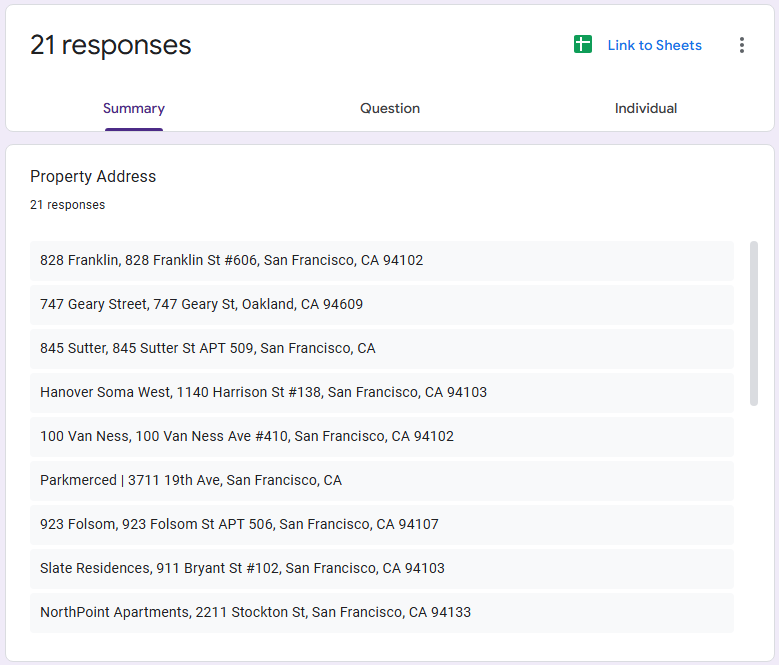 21 responses
Link to Sheets
Summary
Question
Individual
Property Address
21 responses
828 Franklin, 828 Franklin St #606, San Francisco, CA 94102
747 Geary Street, 747 Geary St, Oakland, CA 94609
845 Sutter, 845 Sutter St APT 509, San Francisco, CA
Hanover Soma West, 1140 Harrison St #138, San Francisco, CA 94103
100 Van Ness, 100 Van Ness Ave #410, San Francisco, CA 94102
Parkmerced | 3711 19th Ave, San Francisco, CA
923 Folsom, 923 Folsom St APT 506, San Francisco, CA 94107
Slate Residences, 911 Bryant St #102, San Francisco, CA 94103
NorthPoint Apartments, 2211 Stockton St, San Francisco, CA 94133